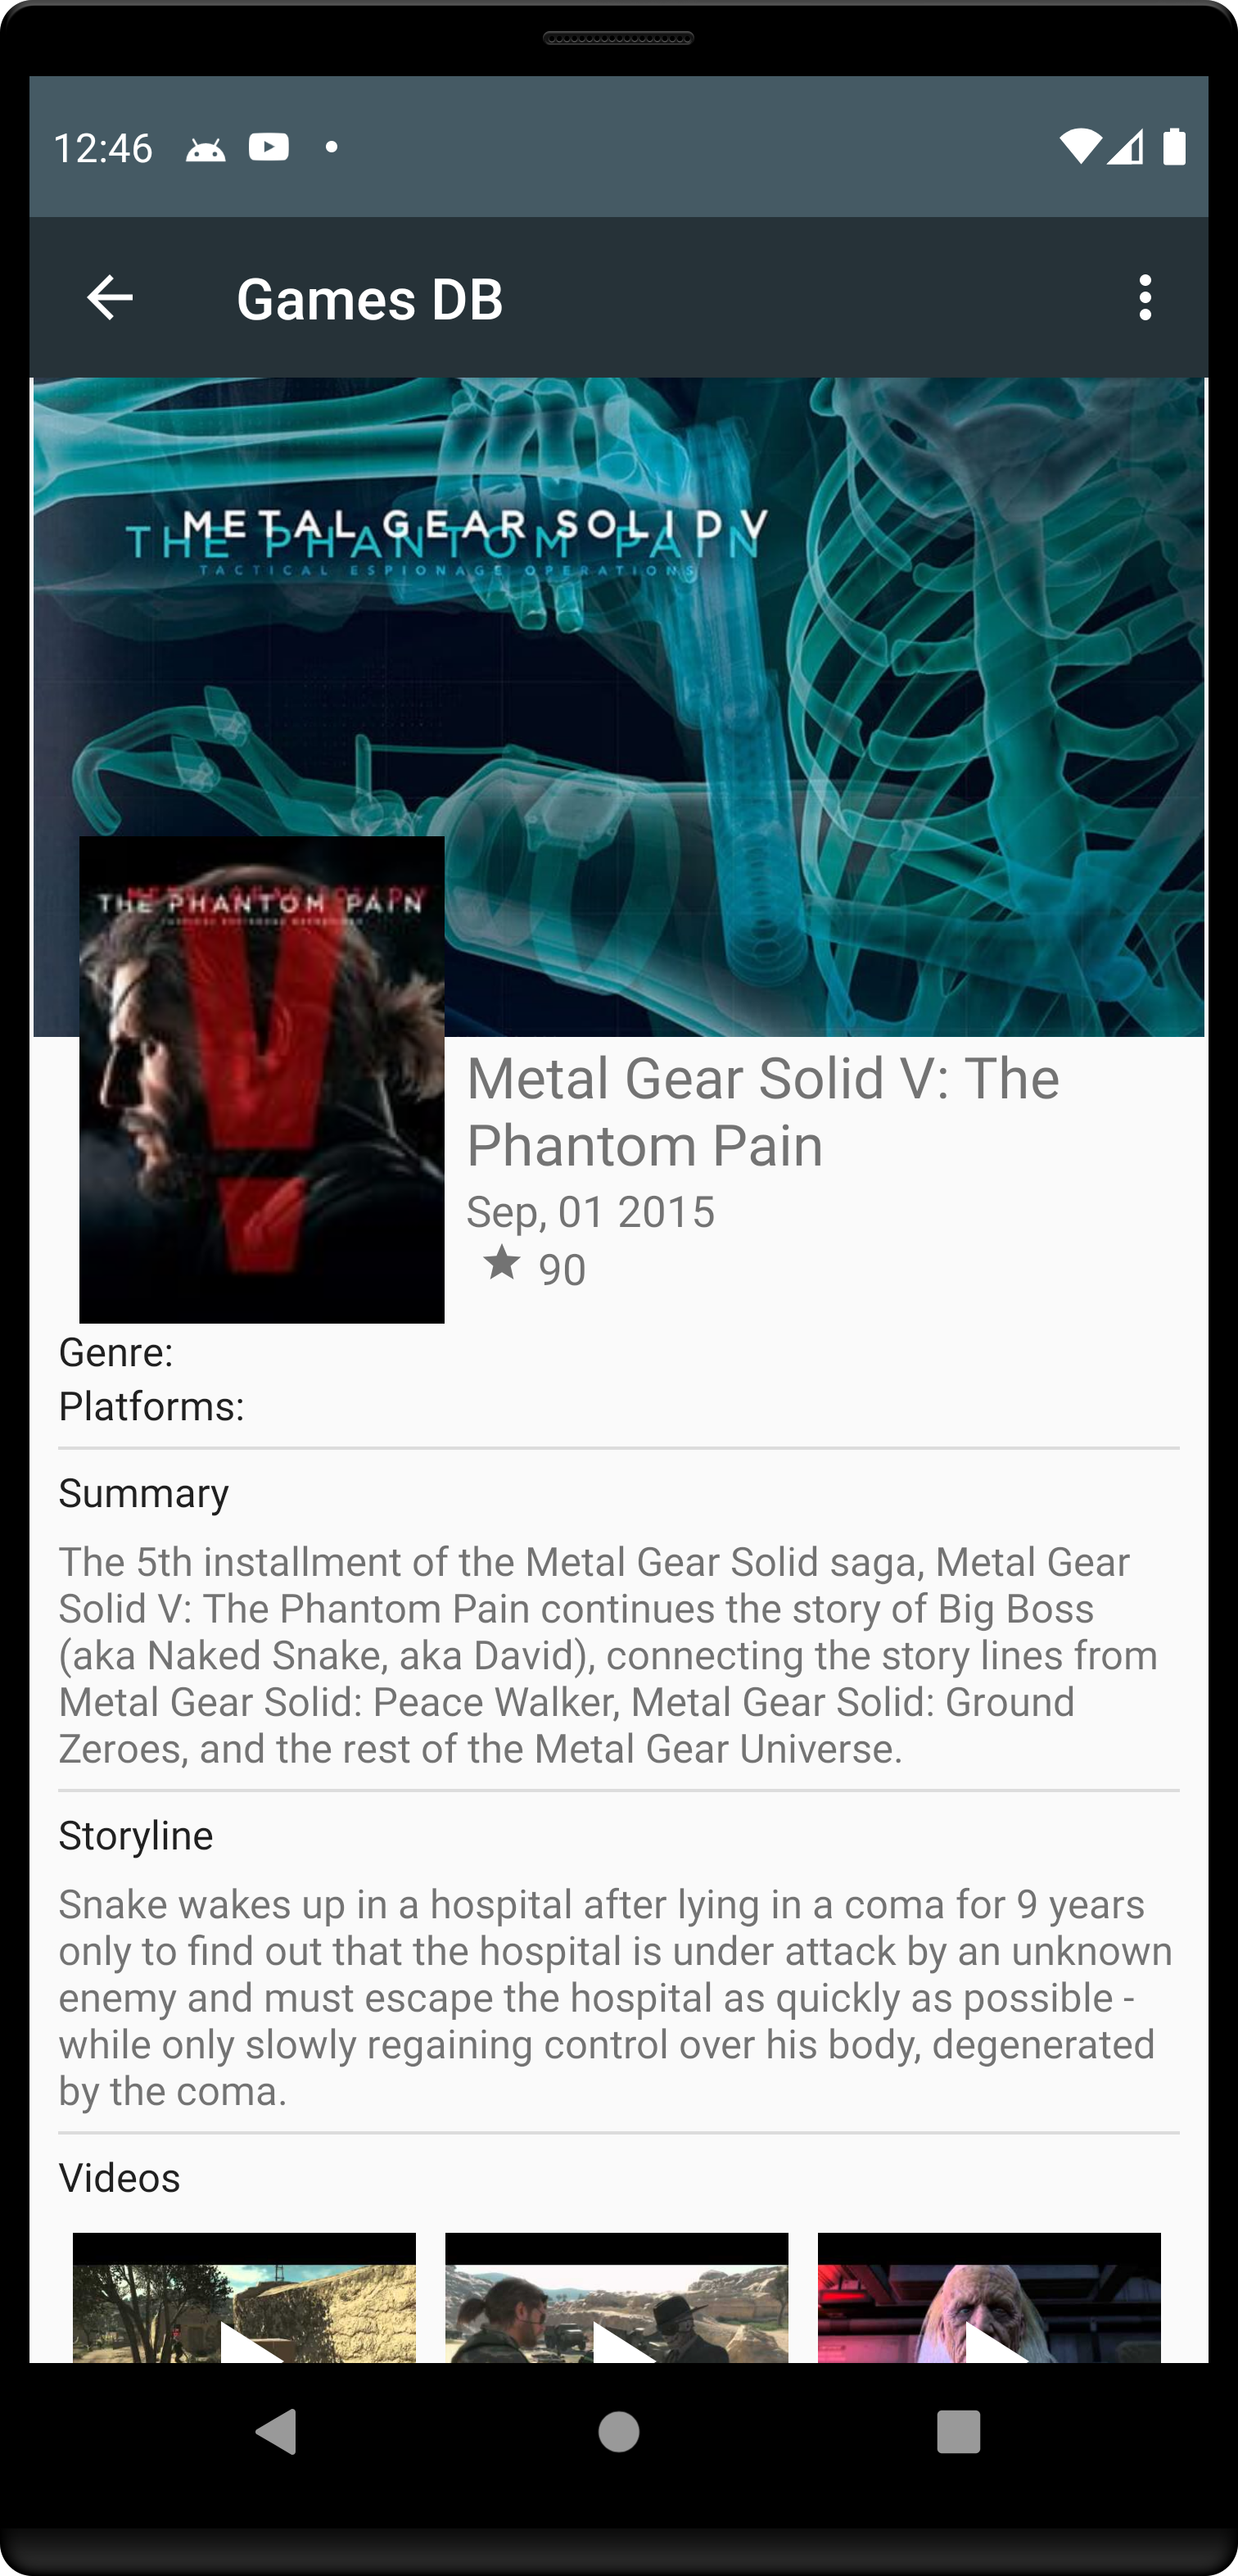 12:46
Games DB
METAL GEAR SOLID V
THE PHANTOM PAIN
TACTICAL ESPIONAGE OPERATIONS
METAL GEAR SOLID V
THE PHANTOM PAIN
Metal Gear Solid V: The
Phantom Pain
Sep, 01 2015
90
Genre:
Platforms:
Summary
The 5th installment of the Metal Gear Solid saga, Metal Gear
Solid V: The Phantom Pain continues the story of Big Boss
(aka Naked Snake, aka David), connecting the story lines from
Metal Gear Solid: Peace Walker, Metal Gear Solid: Ground
Zeroes, and the rest of the Metal Gear Universe.
Storyline
Snake wakes up in a hospital after lying in a coma for 9 years
only to find out that the hospital is under attack by an unknown
enemy and must escape the hospital as quickly as possible -
while only slowly regaining control over his body, degenerated
by the coma.
Videos